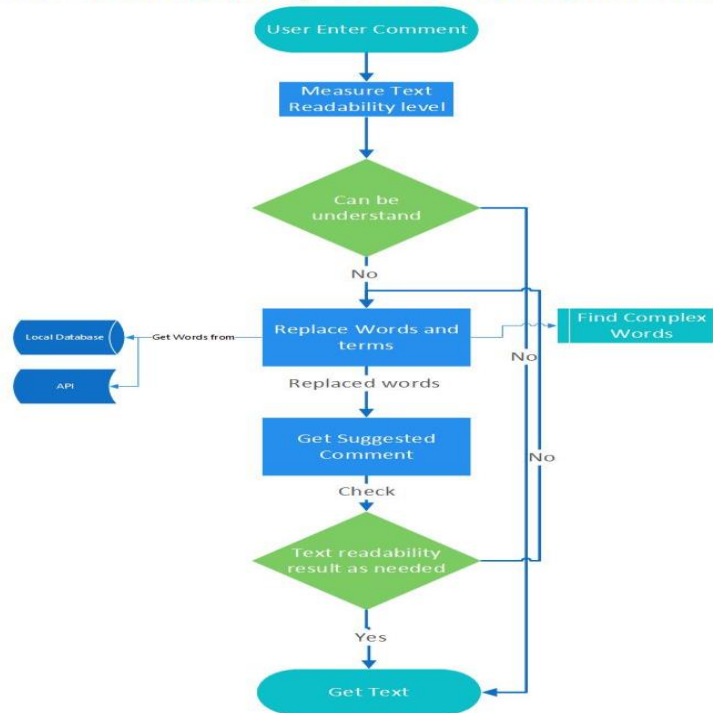 User Enter Comment
Measure Text
Readability level
Can be
understand
No
Replace Words and
terms
Find Complex
Words
Local Database
Get Words from
API
No
Replaced words
Get Suggested
Comment
No
Check
Text readability
result as needed
Yes
Get Text